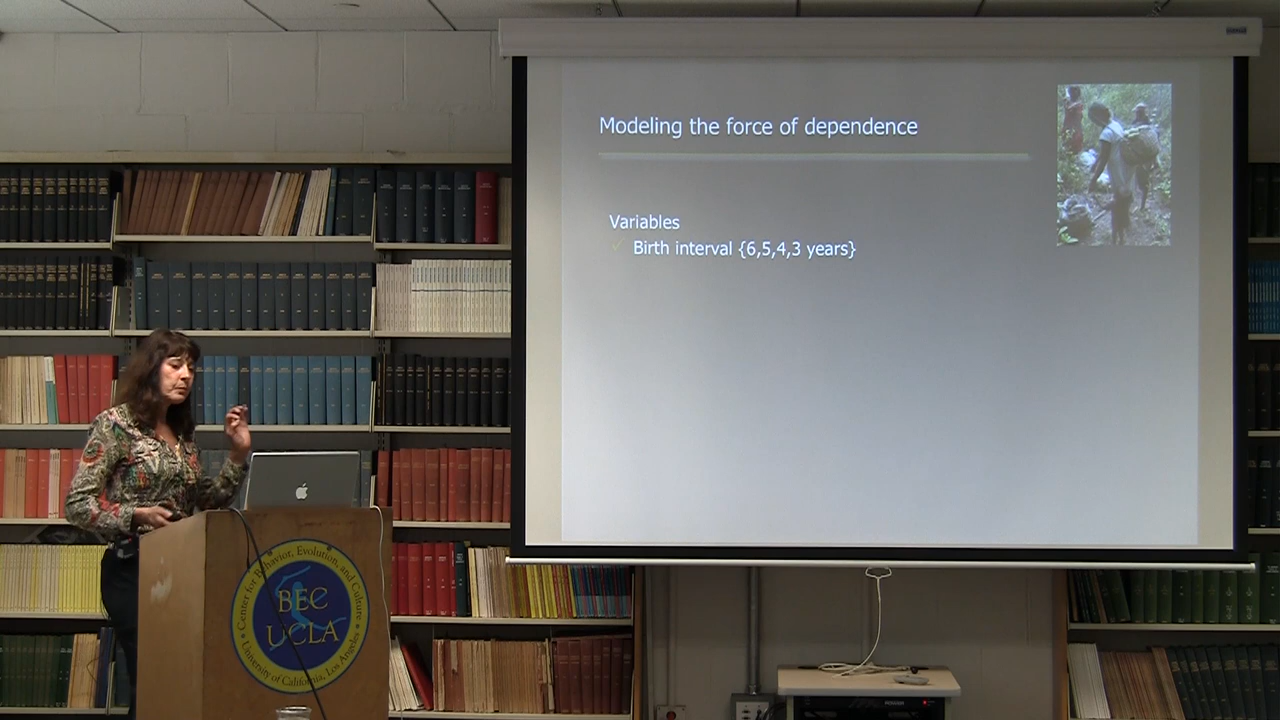 Modeling the force of dependence
Variables
✓ Birth interval {6,5,4,3 years}
Center for Behavior, Evolution, and Culture
BEC
UCLA
University of California, Los Angeles